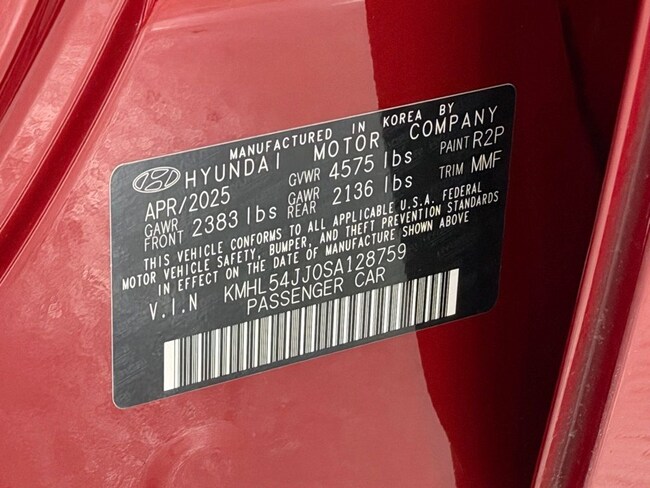 MANUFACTURED IN KOREA BY
HYUNDAI MOTOR COMPANY
APR/2025 GVWR 4575 lbs PAINT R2P
GAWR FRONT 2383 lbs GAWR REAR 2136 lbs TRIM MMF
THIS VEHICLE CONFORMS TO ALL APPLICABLE U.S.A. FEDERAL
MOTOR VEHICLE SAFETY, BUMPER, AND THEFT PREVENTION STANDARDS
IN EFFECT ON THE DATE OF MANUFACTURE SHOWN ABOVE
V.I.N KMHL54JJ0SA128759
PASSENGER CAR